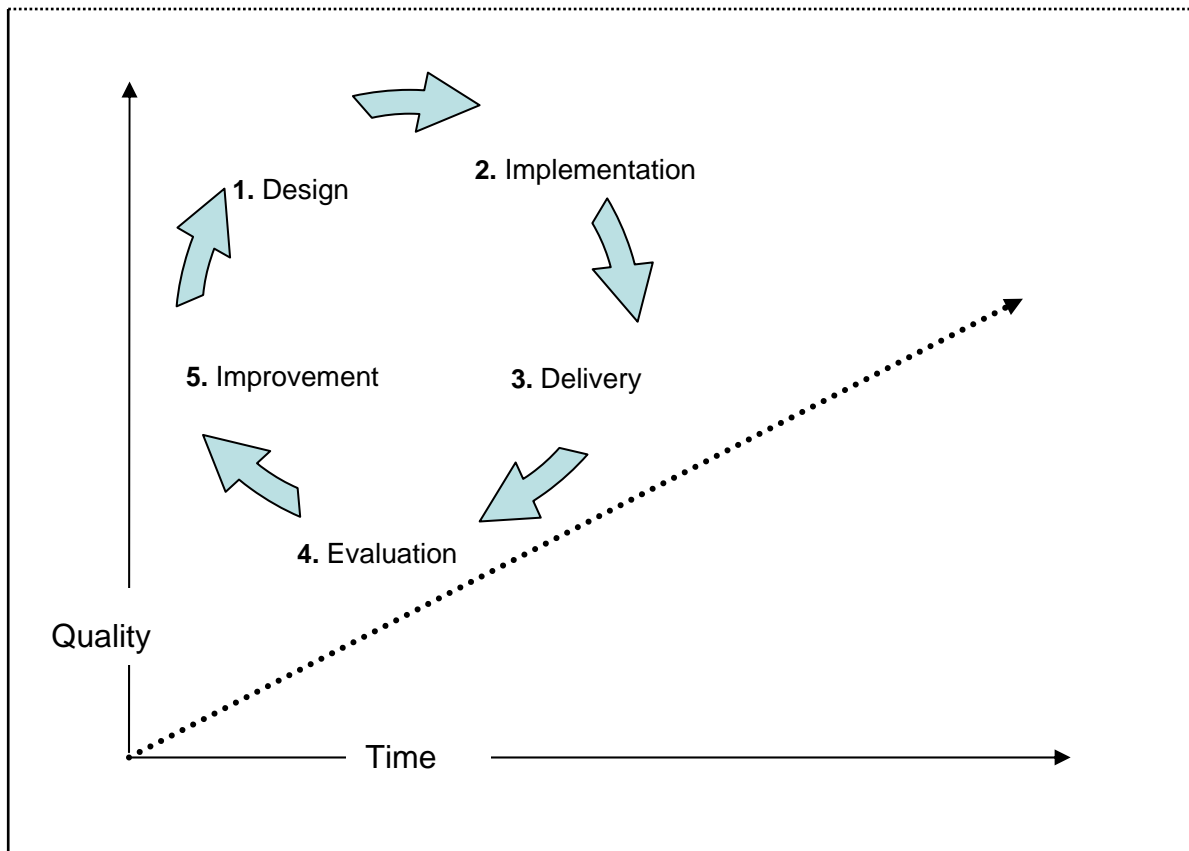 1. Design
2. Implementation
3. Delivery
4. Evaluation
5. Improvement
Quality
Time